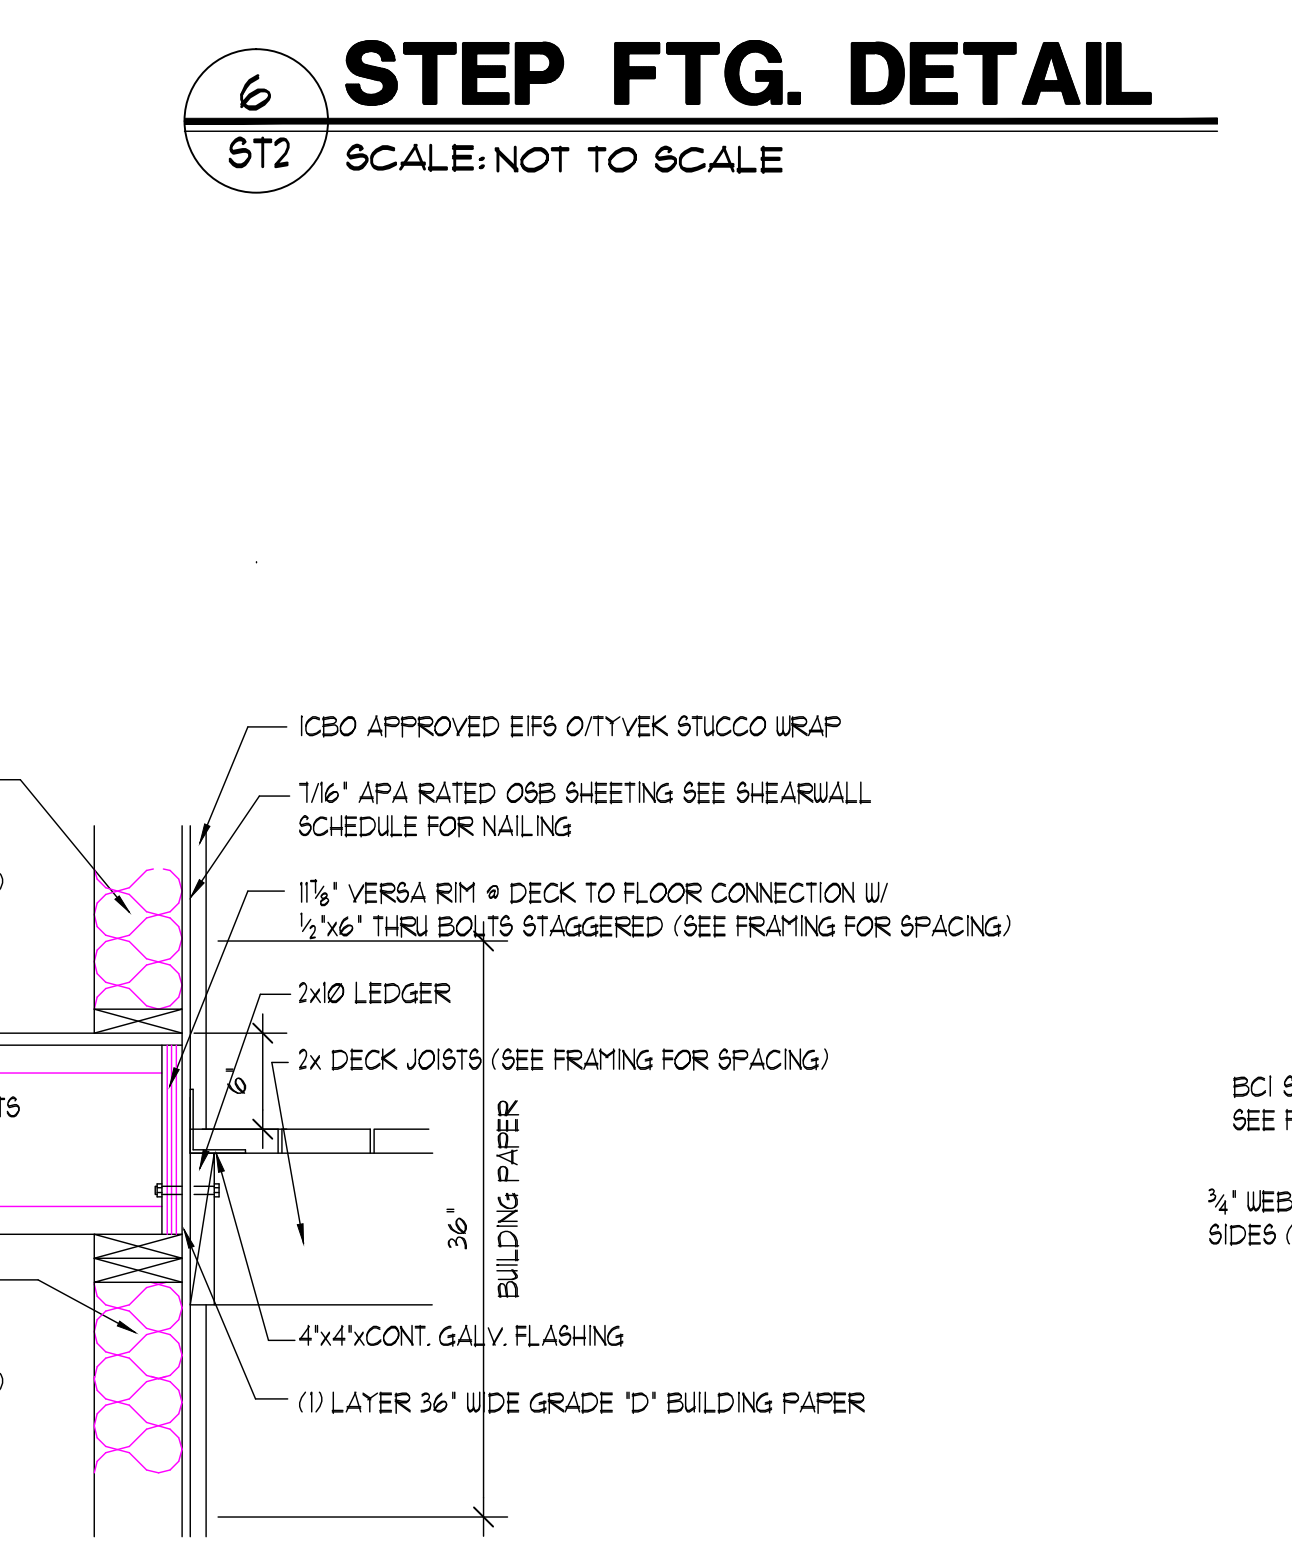 6
ST2
STEP FTG. DETAIL
SCALE: NOT TO SCALE
ICBO APPROVED EIFS O/TYVEK STUCCO WRAP
7/16" APA RATED OSB SHEETING SEE SHEARWALL
SCHEDULE FOR NAILING
11⅞" VERSA RIM @ DECK TO FLOOR CONNECTION W/
½"x6" THRU BOLTS STAGGERED (SEE FRAMING FOR SPACING)
2x10 LEDGER
2x DECK JOISTS (SEE FRAMING FOR SPACING)
6"
TS
36"
BUILDING PAPER
4"x4"xCONT. GALV. FLASHING
(1) LAYER 36" WIDE GRADE "D" BUILDING PAPER
)
)
BCI
SEE
¾" WEB
SIDES (